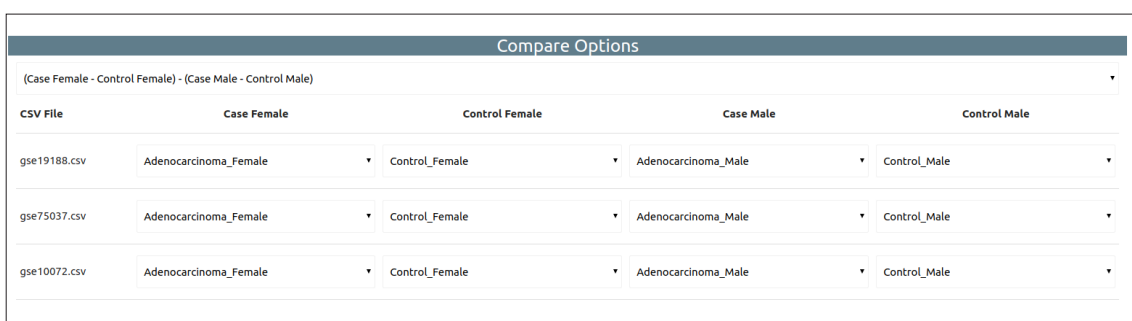 Compare Options
(Case Female - Control Female) - (Case Male - Control Male)
CSV File Case Female Control Female Case Male Control Male
gse19188.csv Adenocarcinoma_Female Control_Female Adenocarcinoma_Male Control_Male
gse75037.csv Adenocarcinoma_Female Control_Female Adenocarcinoma_Male Control_Male
gse10072.csv Adenocarcinoma_Female Control_Female Adenocarcinoma_Male Control_Male